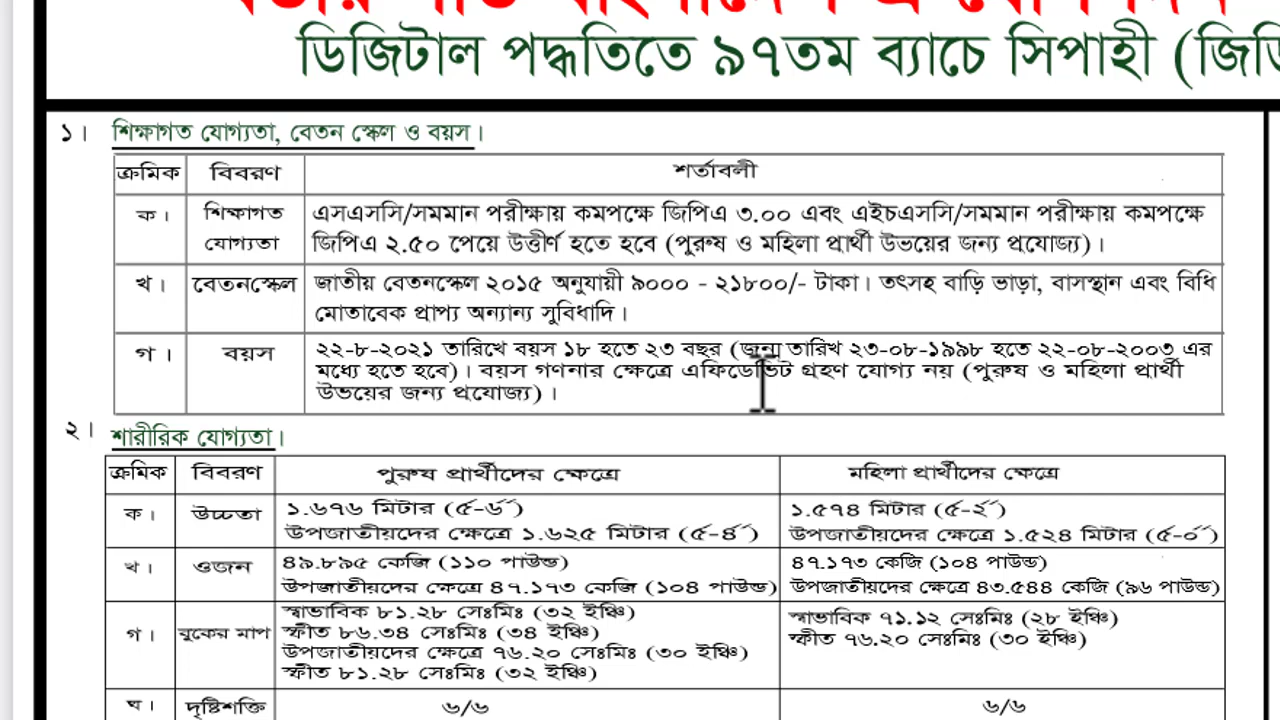 ডিজিটাল পদ্ধতিতে ৯৭তম ব্যাচে সিপাহী
১। শিক্ষাগত যোগ্যতা, বেতন স্কেল ও বয়স।
ক্রমিক বিবরণ শর্তাবলী
ক। শিক্ষাগত যোগ্যতা এসএসসি/সমমান পরীক্ষায় কমপক্ষে জিপিএ ৩.০০ এবং এইচএসসি/সমমান পরীক্ষায় কমপক্ষে
জিপিএ ২.৫০ পেয়ে উত্তীর্ণ হতে হবে (পুরুষ ও মহিলা প্রার্থী উভয়ের জন্য প্রযোজ্য)।
খ। বেতনস্কেল জাতীয় বেতনস্কেল ২০১৫ অনুযায়ী ৯০০০ - ২১৮০০/- টাকা। তৎসহ বাড়ি ভাড়া, বাসস্থান এবং বিধি
মোতাবেক প্রাপ্য অন্যান্য সুবিধাদি।
গ। বয়স ২২-৮-২০২১ তারিখে বয়স ১৮ হতে ২৩ বছর (জন্ম তারিখ ২৩-০৮-১৯৯৮ হতে ২২-০৮-২০০৩ এর
মধ্যে হতে হবে)। বয়স গণনার ক্ষেত্রে এফিডেভিট গ্রহণ যোগ্য নয় (পুরুষ ও মহিলা প্রার্থী
উভয়ের জন্য প্রযোজ্য)।
২। শারীরিক যোগ্যতা।
ক্রমিক বিবরণ পুরুষ প্রার্থীদের ক্ষেত্রে মহিলা প্রার্থীদের ক্ষেত্রে
ক। উচ্চতা ১.৬৭৬ মিটার (৫'-৬") ১.৫৭৪ মিটার (৫'-২")
উপজাতীয়দের ক্ষেত্রে ১.৬২৫ মিটার (৫'-৪") উপজাতীয়দের ক্ষেত্রে ১.৫২৪ মিটার (৫'-০")
খ। ওজন ৪৯.৮৯৫ কেজি (১১০ পাউন্ড) ৪৭.১৭৩ কেজি (১০৪ পাউন্ড)
উপজাতীয়দের ক্ষেত্রে ৪৭.১৭৩ কেজি (১০৪ পাউন্ড) উপজাতীয়দের ক্ষেত্রে ৪৩.৫৪৪ কেজি (৯৬ পাউন্ড)
গ। বুকের মাপ স্বাভাবিক ৮১.২৮ সেঃমিঃ (৩২ ইঞ্চি) স্বাভাবিক ৭১.১২ সেঃমিঃ (২৮ ইঞ্চি)
স্ফীত ৮৬.৩৪ সেঃমিঃ (৩৪ ইঞ্চি) স্ফীত ৭৬.২০ সেঃমিঃ (৩০ ইঞ্চি)
উপজাতীয়দের ক্ষেত্রে ৭৬.২০ সেঃমিঃ (৩০ ইঞ্চি)
স্ফীত ৮১.২৮ সেঃমিঃ (৩২ ইঞ্চি)
ঘ। দৃষ্টিশক্তি ৬/৬ ৬/৬